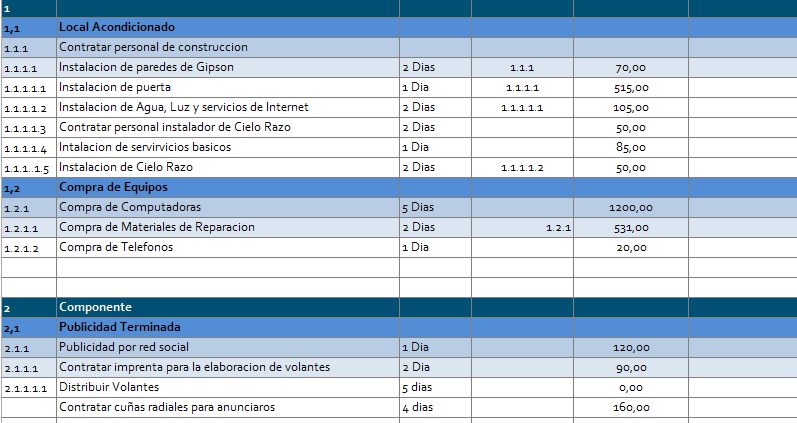 1
1,1 Local Acondicionado
1.1.1 Contratar personal de construccion
1.1.1.1 Instalacion de paredes de Gipson 2 Dias 1.1.1 70,00
1.1.1.1.1 Instalacion de puerta 1 Dia 1.1.1.1 515,00
1.1.1.1.2 Instalacion de Agua, Luz y servicios de Internet 2 Dias 1.1.1.1.1 105,00
1.1.1.1.3 Contratar personal instalador de Cielo Razo 2 Dias 50,00
1.1.1.1.4 Intalacion de servirvicios basicos 1 Dia 85,00
1.1.1..1.5 Instalacion de Cielo Razo 2 Dias 1.1.1.1.2 50,00
1,2 Compra de Equipos
1.2.1 Compra de Computadoras 5 Dias 1200,00
1.2.1.1 Compra de Materiales de Reparacion 2 Dias 1.2.1 531,00
1.2.1.2 Compra de Telefonos 1 Dia 20,00
2 Componente
2,1 Publicidad Terminada
2.1.1 Publicidad por red social 1 Dia 120,00
2.1.1.1 Contratar imprenta para la elaboracion de volantes 2 Dia 90,00
2.1.1.1.1 Distribuir Volantes 5 dias 0,00
Contratar cuñas radiales para anunciaros 4 dias 160,00